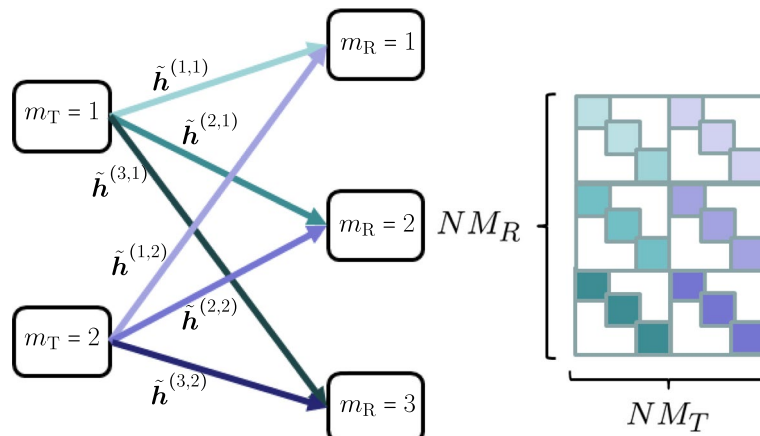 m_R = 1
h̃^(1,1)
m_T = 1
h̃^(2,1)
h̃^(3,1)
m_R = 2
NM_R
h̃^(1,2)
h̃^(2,2)
m_T = 2
h̃^(3,2)
m_R = 3
NM_T